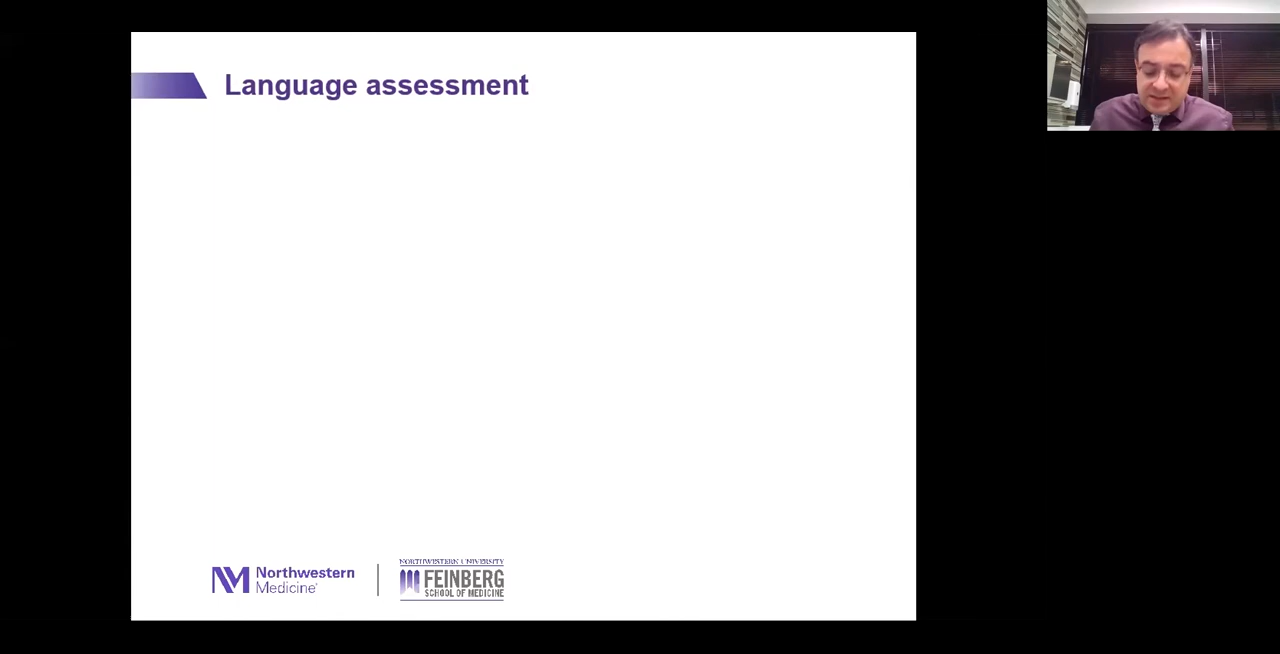 Language assessment
Northwestern
Medicine
NORTHWESTERN UNIVERSITY
FEINBERG
SCHOOL OF MEDICINE